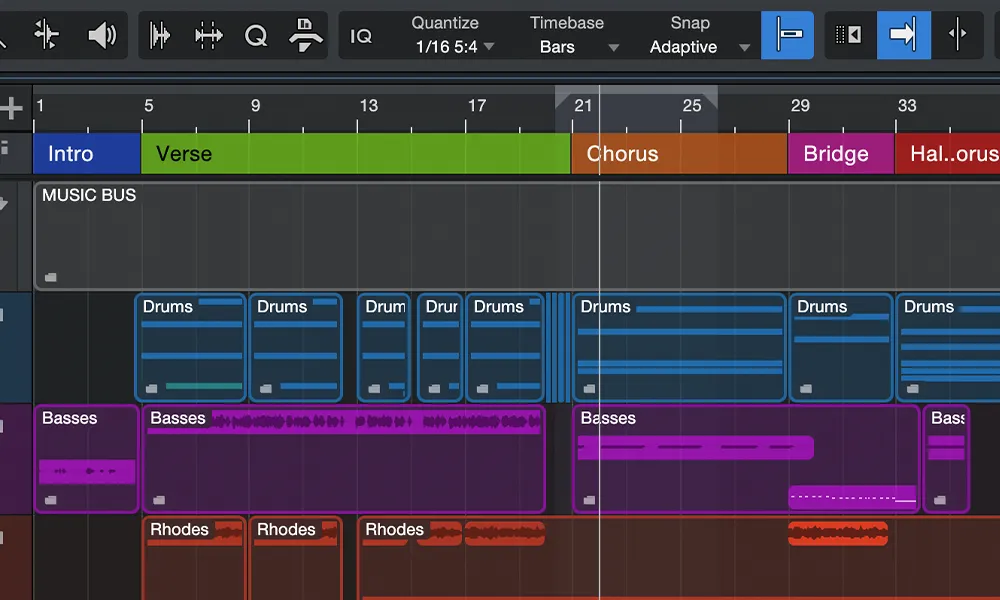 Quantize Timebase Snap
Q IQ 1/16 5:4 Bars Adaptive
1 5 9 13 17 21 25 29 33
Intro Verse Chorus Bridge Hal..orus
MUSIC BUS
Drums Drums Drum Drur Drums Drums Drums Drums
Basses Basses Basses Bass
Rhodes Rhodes Rhodes